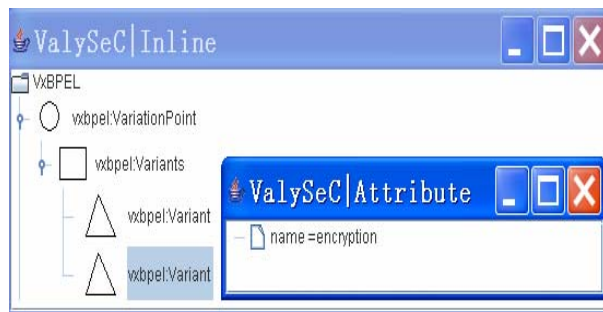 ValySeC|Inline
VxBPEL
vxbpel:VariationPoint
vxbpel:Variants
vxbpel:Variant
vxbpel:Variant
ValySeC|Attribute
name =encryption